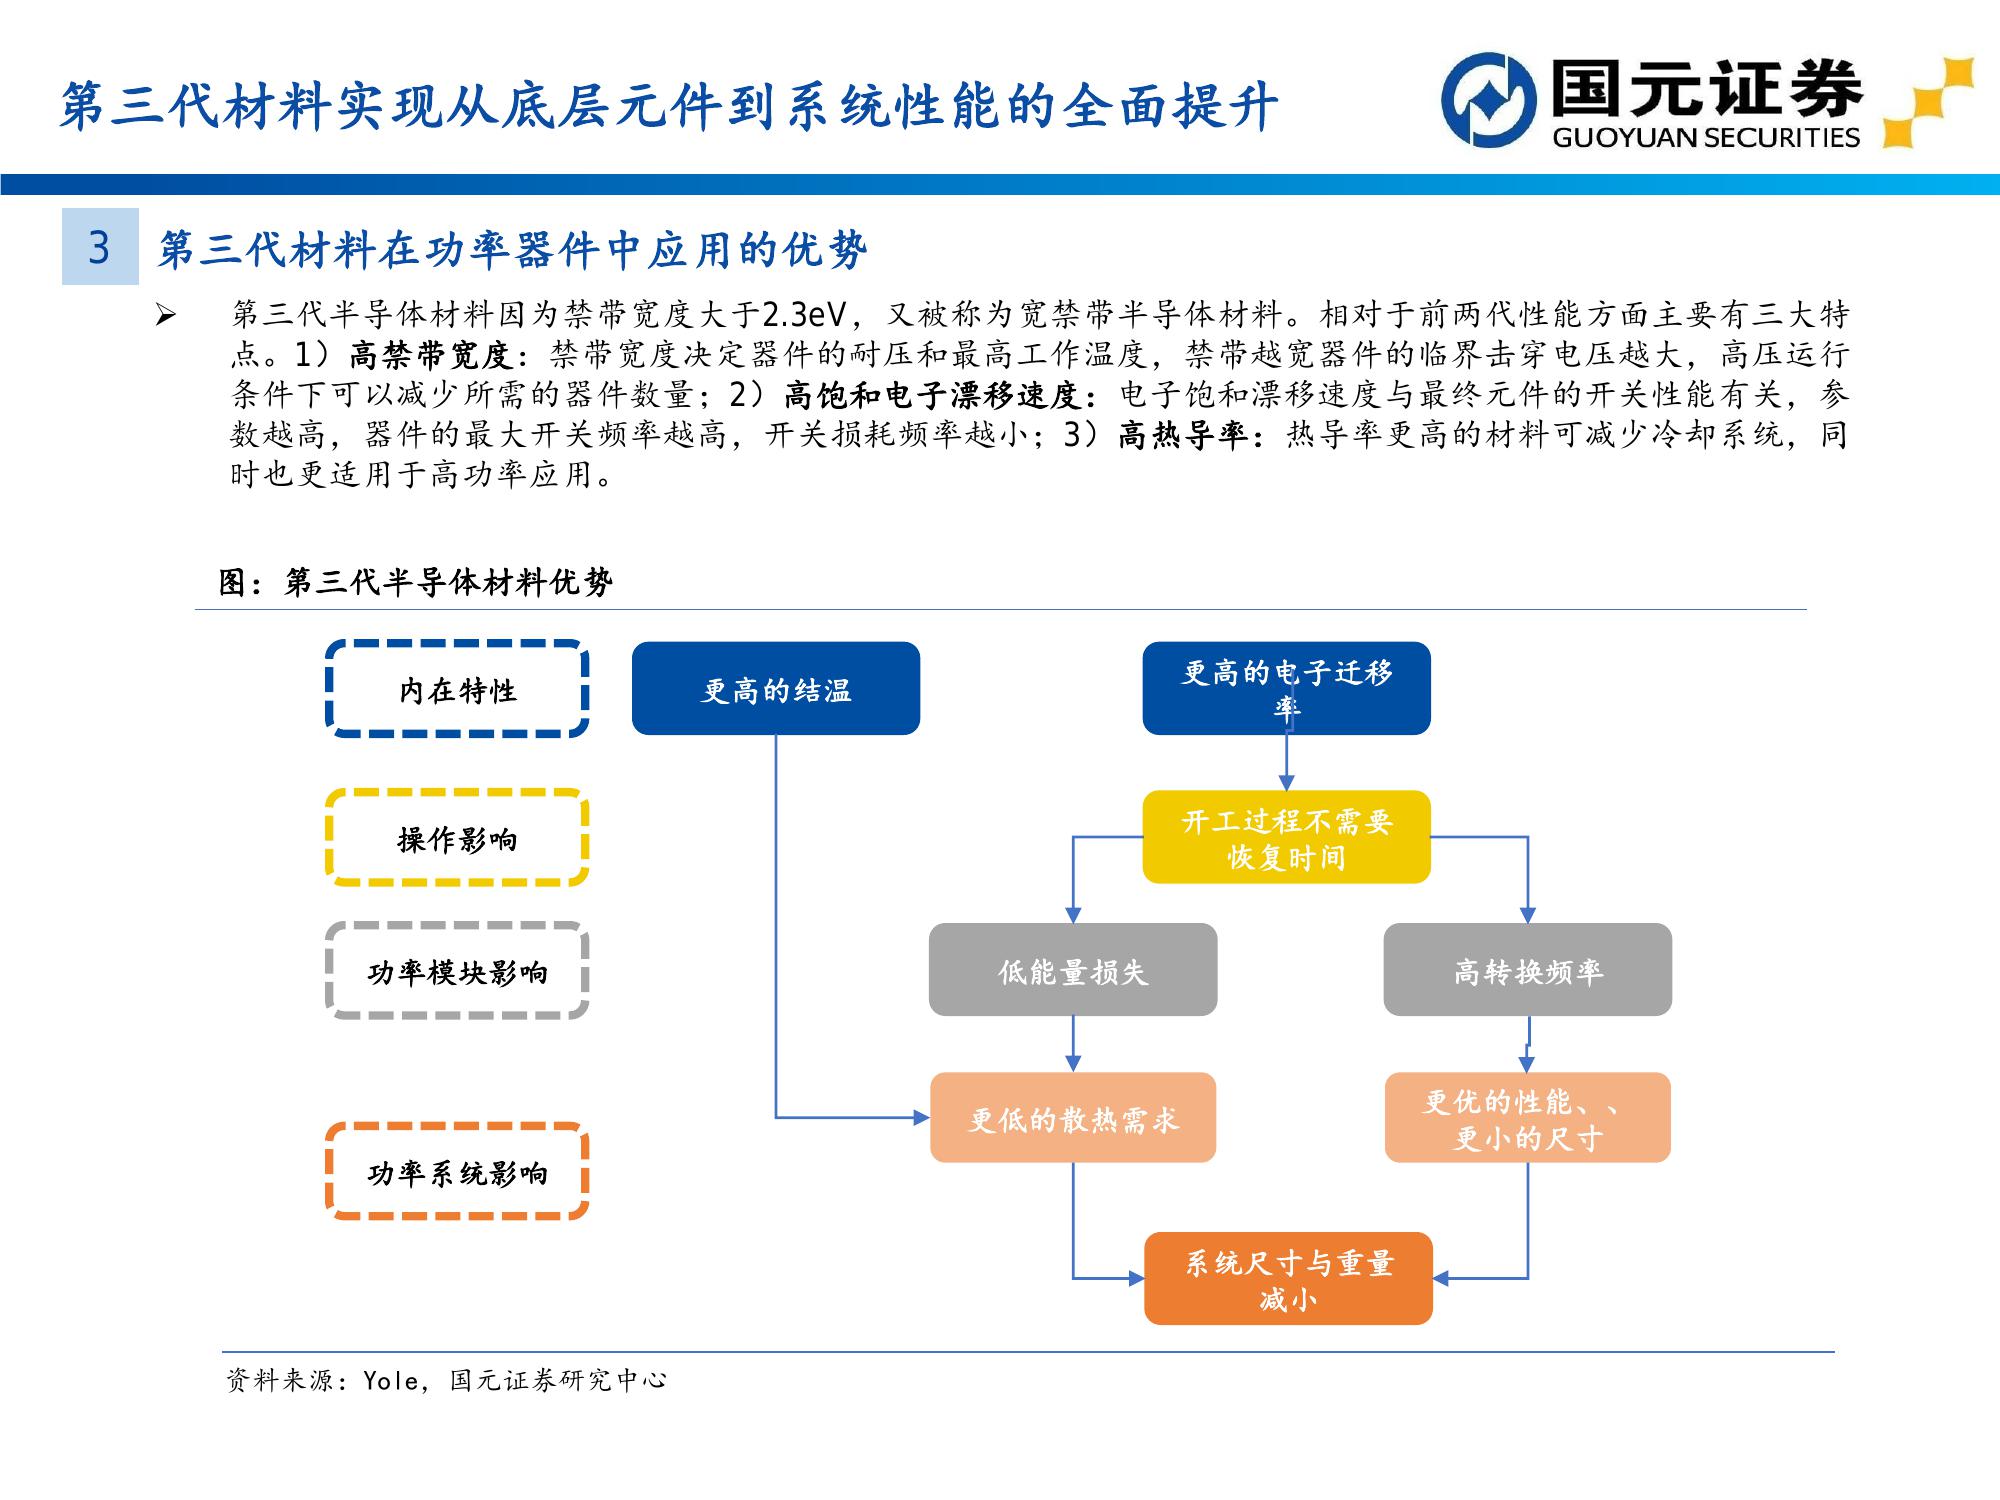 第三代材料实现从底层元件到系统性能的全面提升
国元证券
GUOYUAN SECURITIES
3
第三代材料在功率器件中应用的优势
➢ 第三代半导体材料因为禁带宽度大于2.3eV，又被称为宽禁带半导体材料。相对于前两代性能方面主要有三大特
点。1）高禁带宽度：禁带宽度决定器件的耐压和最高工作温度，禁带越宽器件的临界击穿电压越大，高压运行
条件下可以减少所需的器件数量；2）高饱和电子漂移速度：电子饱和漂移速度与最终元件的开关性能有关，参
数越高，器件的最大开关频率越高，开关损耗频率越小；3）高热导率：热导率更高的材料可减少冷却系统，同
时也更适用于高功率应用。
图：第三代半导体材料优势
内在特性
更高的结温
更高的电子迁移
率
操作影响
开工过程不需要
恢复时间
功率模块影响
低能量损失
高转换频率
功率系统影响
更低的散热需求
更优的性能、、
更小的尺寸
系统尺寸与重量
减小
资料来源：Yole，国元证券研究中心